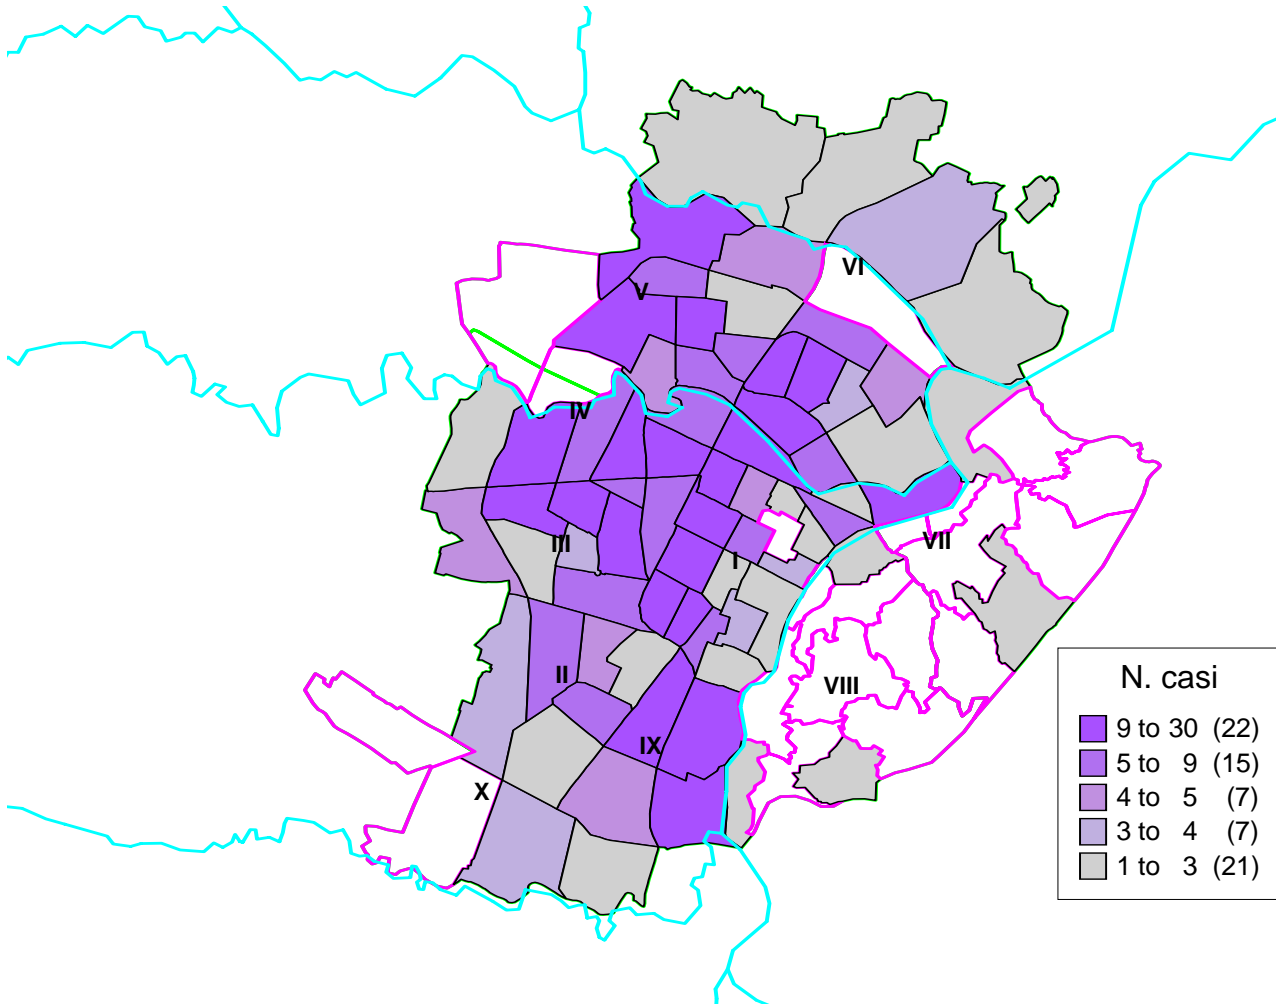 VI
V
IV
III
VII
I
II
VIII
IX
X
N. casi
9 to 30 (22)
5 to 9 (15)
4 to 5 (7)
3 to 4 (7)
1 to 3 (21)